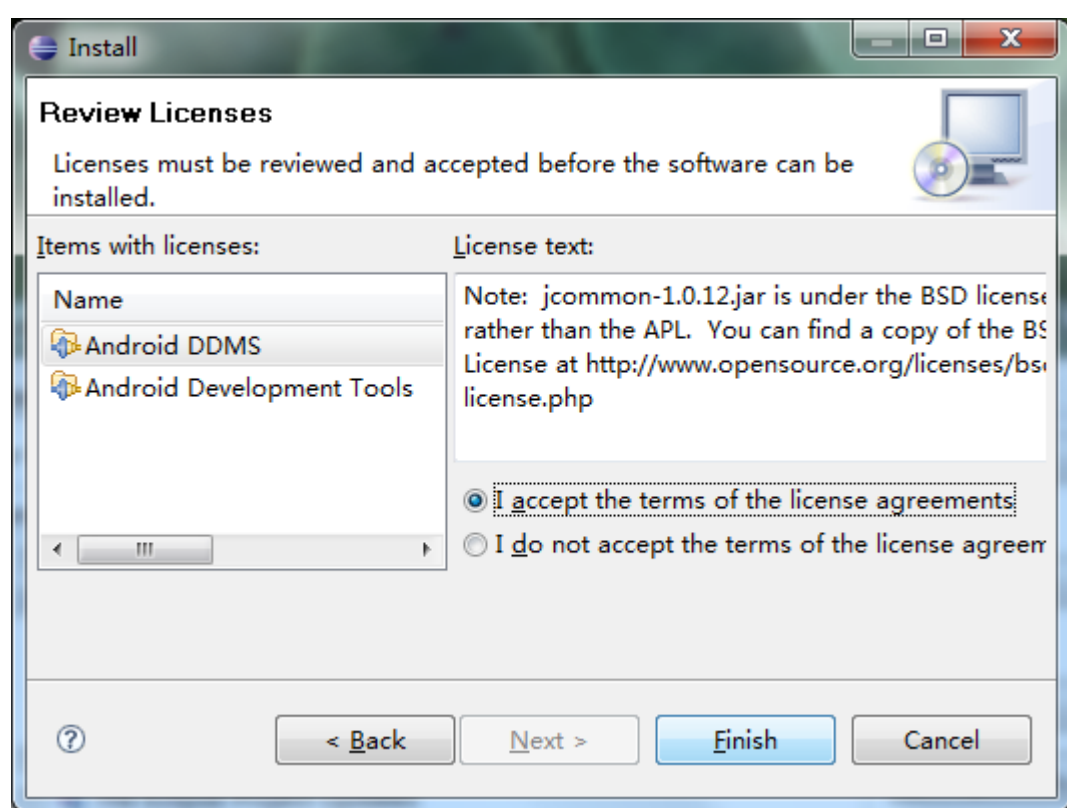 Install
Review Licenses
Licenses must be reviewed and accepted before the software can be
installed.
Items with licenses:
License text:
Name
Android DDMS
Android Development Tools
Note: jcommon-1.0.12.jar is under the BSD license
rather than the APL. You can find a copy of the BS
License at http://www.opensource.org/licenses/bs
license.php
I accept the terms of the license agreements
I do not accept the terms of the license agreem
< Back
Next >
Finish
Cancel